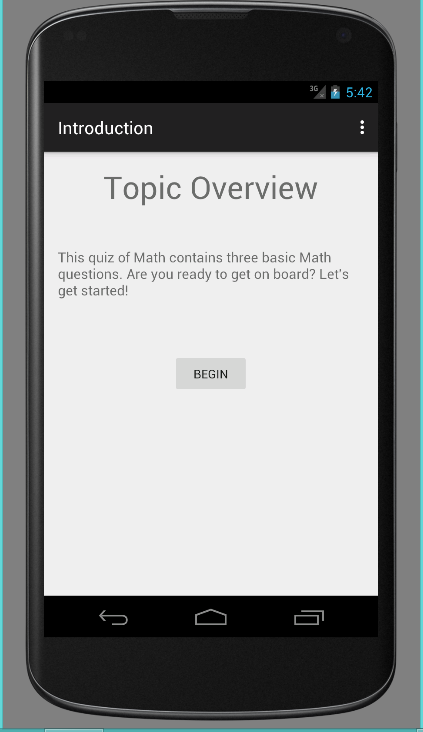 3G 5:42
Introduction
Topic Overview
This quiz of Math contains three basic Math
questions. Are you ready to get on board? Let's
get started!
BEGIN